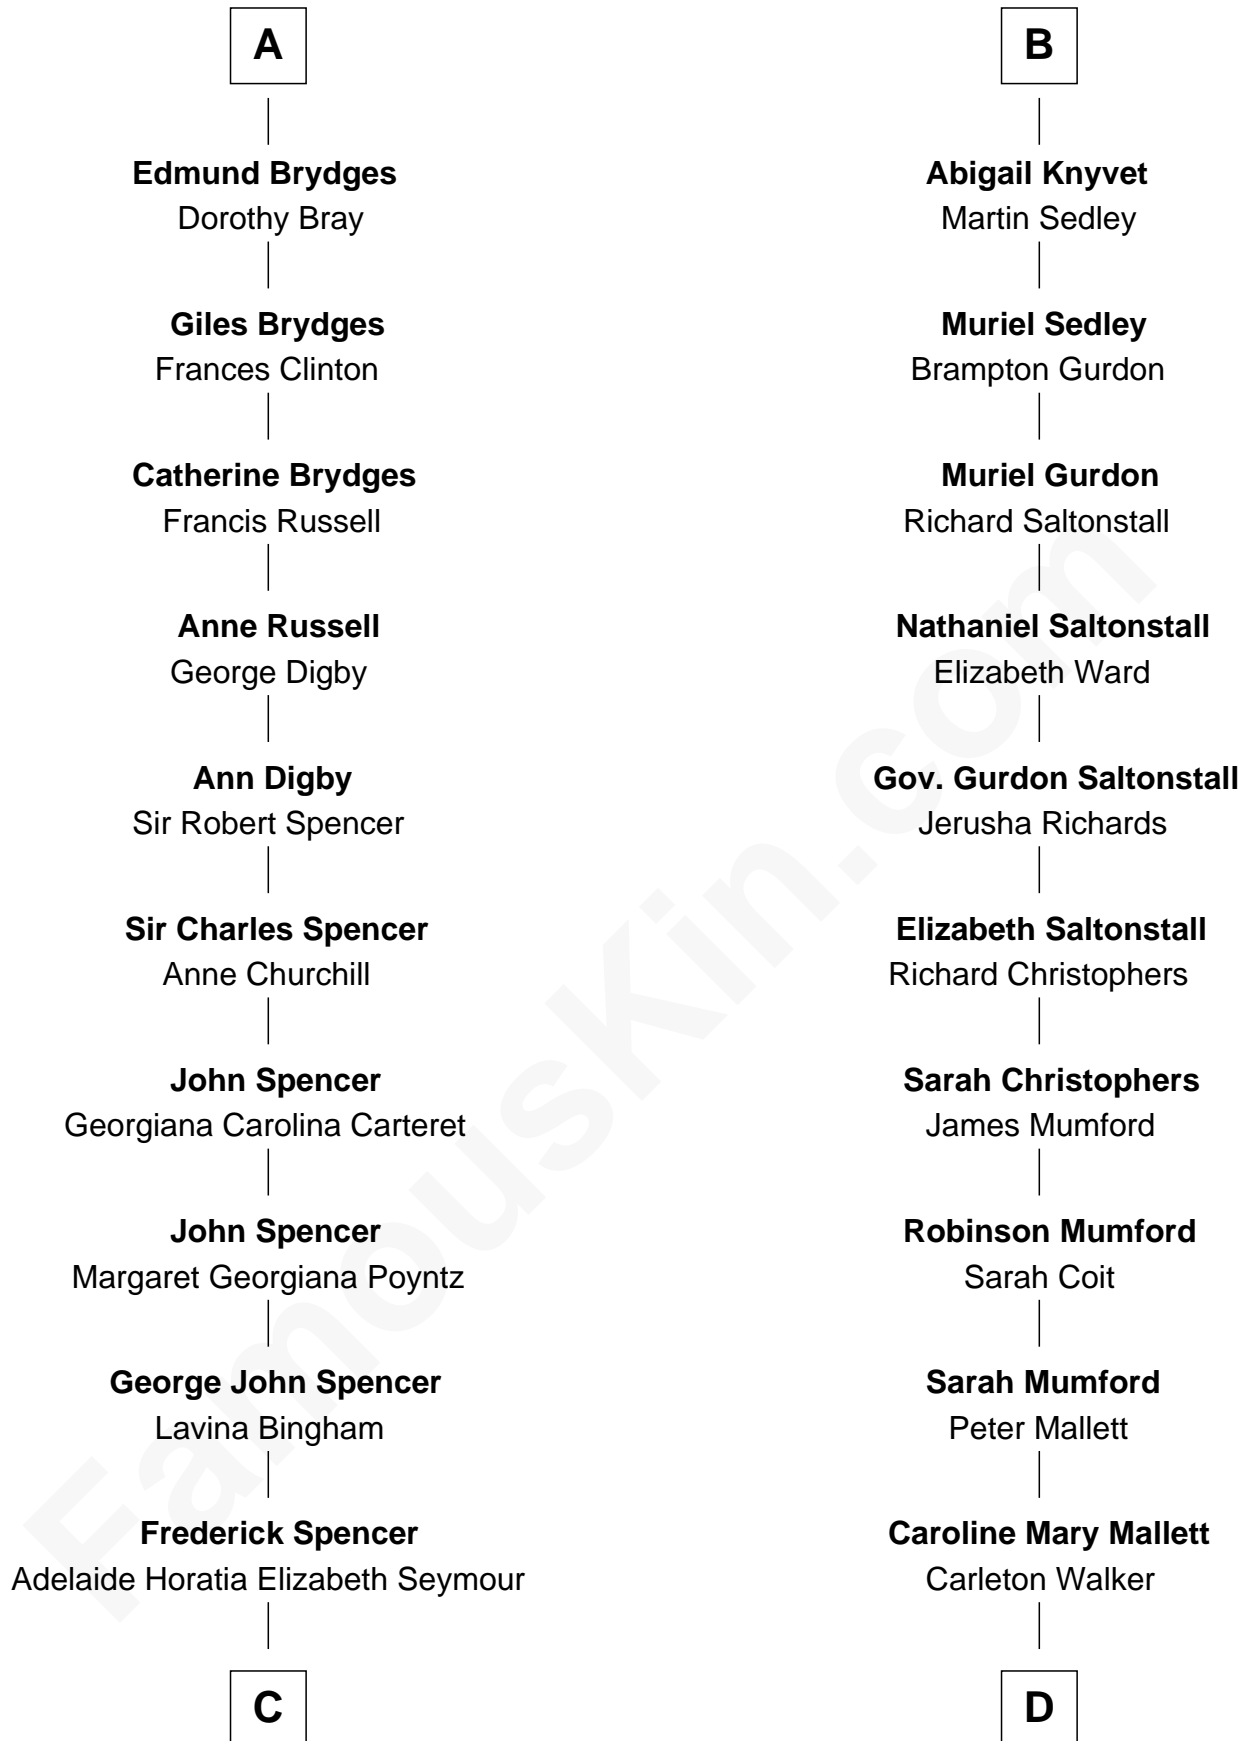 A
Edmund Brydges
Dorothy Bray
Giles Brydges
Frances Clinton
Catherine Brydges
Francis Russell
Anne Russell
George Digby
Ann Digby
Sir Robert Spencer
Sir Charles Spencer
Anne Churchill
John Spencer
Georgiana Carolina Carteret
John Spencer
Margaret Georgiana Poyntz
George John Spencer
Lavina Bingham
Frederick Spencer
Adelaide Horatia Elizabeth Seymour
C
B
Abigail Knyvet
Martin Sedley
Muriel Sedley
Brampton Gurdon
Muriel Gurdon
Richard Saltonstall
Nathaniel Saltonstall
Elizabeth Ward
Gov. Gurdon Saltonstall
Jerusha Richards
Elizabeth Saltonstall
Richard Christophers
Sarah Christophers
James Mumford
Robinson Mumford
Sarah Coit
Sarah Mumford
Peter Mallett
Caroline Mary Mallett
Carleton Walker
D
FamousKin.com